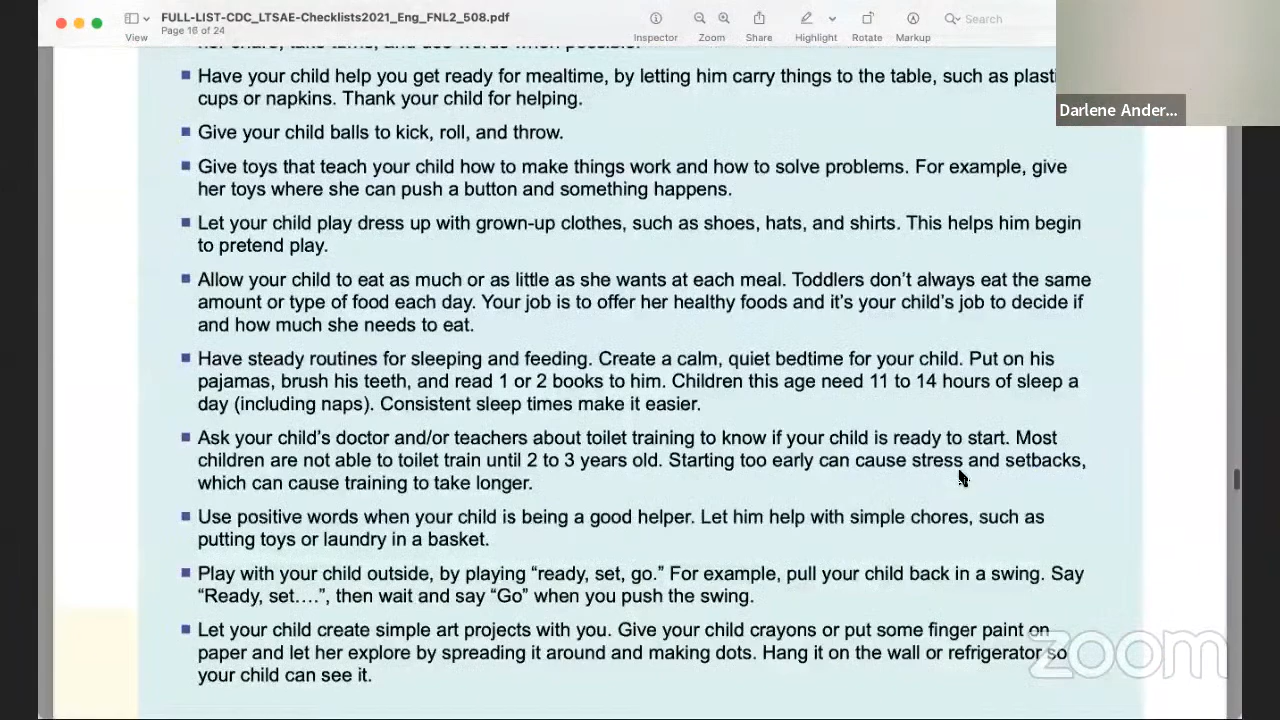 FULL-LIST-CDC_LTSAE-Checklists2021_Eng_FNL2_508.pdf
Page 16 of 24
View
Inspector
Zoom
Share
Highlight
Rotate
Markup
Search
her share, take turns, and use words when possible.
Have your child help you get ready for mealtime, by letting him carry things to the table, such as plasti
cups or napkins. Thank your child for helping.
Darlene Ander...
Give your child balls to kick, roll, and throw.
Give toys that teach your child how to make things work and how to solve problems. For example, give
her toys where she can push a button and something happens.
Let your child play dress up with grown-up clothes, such as shoes, hats, and shirts. This helps him begin
to pretend play.
Allow your child to eat as much or as little as she wants at each meal. Toddlers don’t always eat the same
amount or type of food each day. Your job is to offer her healthy foods and it’s your child’s job to decide if
and how much she needs to eat.
Have steady routines for sleeping and feeding. Create a calm, quiet bedtime for your child. Put on his
pajamas, brush his teeth, and read 1 or 2 books to him. Children this age need 11 to 14 hours of sleep a
day (including naps). Consistent sleep times make it easier.
Ask your child’s doctor and/or teachers about toilet training to know if your child is ready to start. Most
children are not able to toilet train until 2 to 3 years old. Starting too early can cause stress and setbacks,
which can cause training to take longer.
Use positive words when your child is being a good helper. Let him help with simple chores, such as
putting toys or laundry in a basket.
Play with your child outside, by playing “ready, set, go.” For example, pull your child back in a swing. Say
“Ready, set….”, then wait and say “Go” when you push the swing.
Let your child create simple art projects with you. Give your child crayons or put some finger paint on
paper and let her explore by spreading it around and making dots. Hang it on the wall or refrigerator so
your child can see it.
zoom